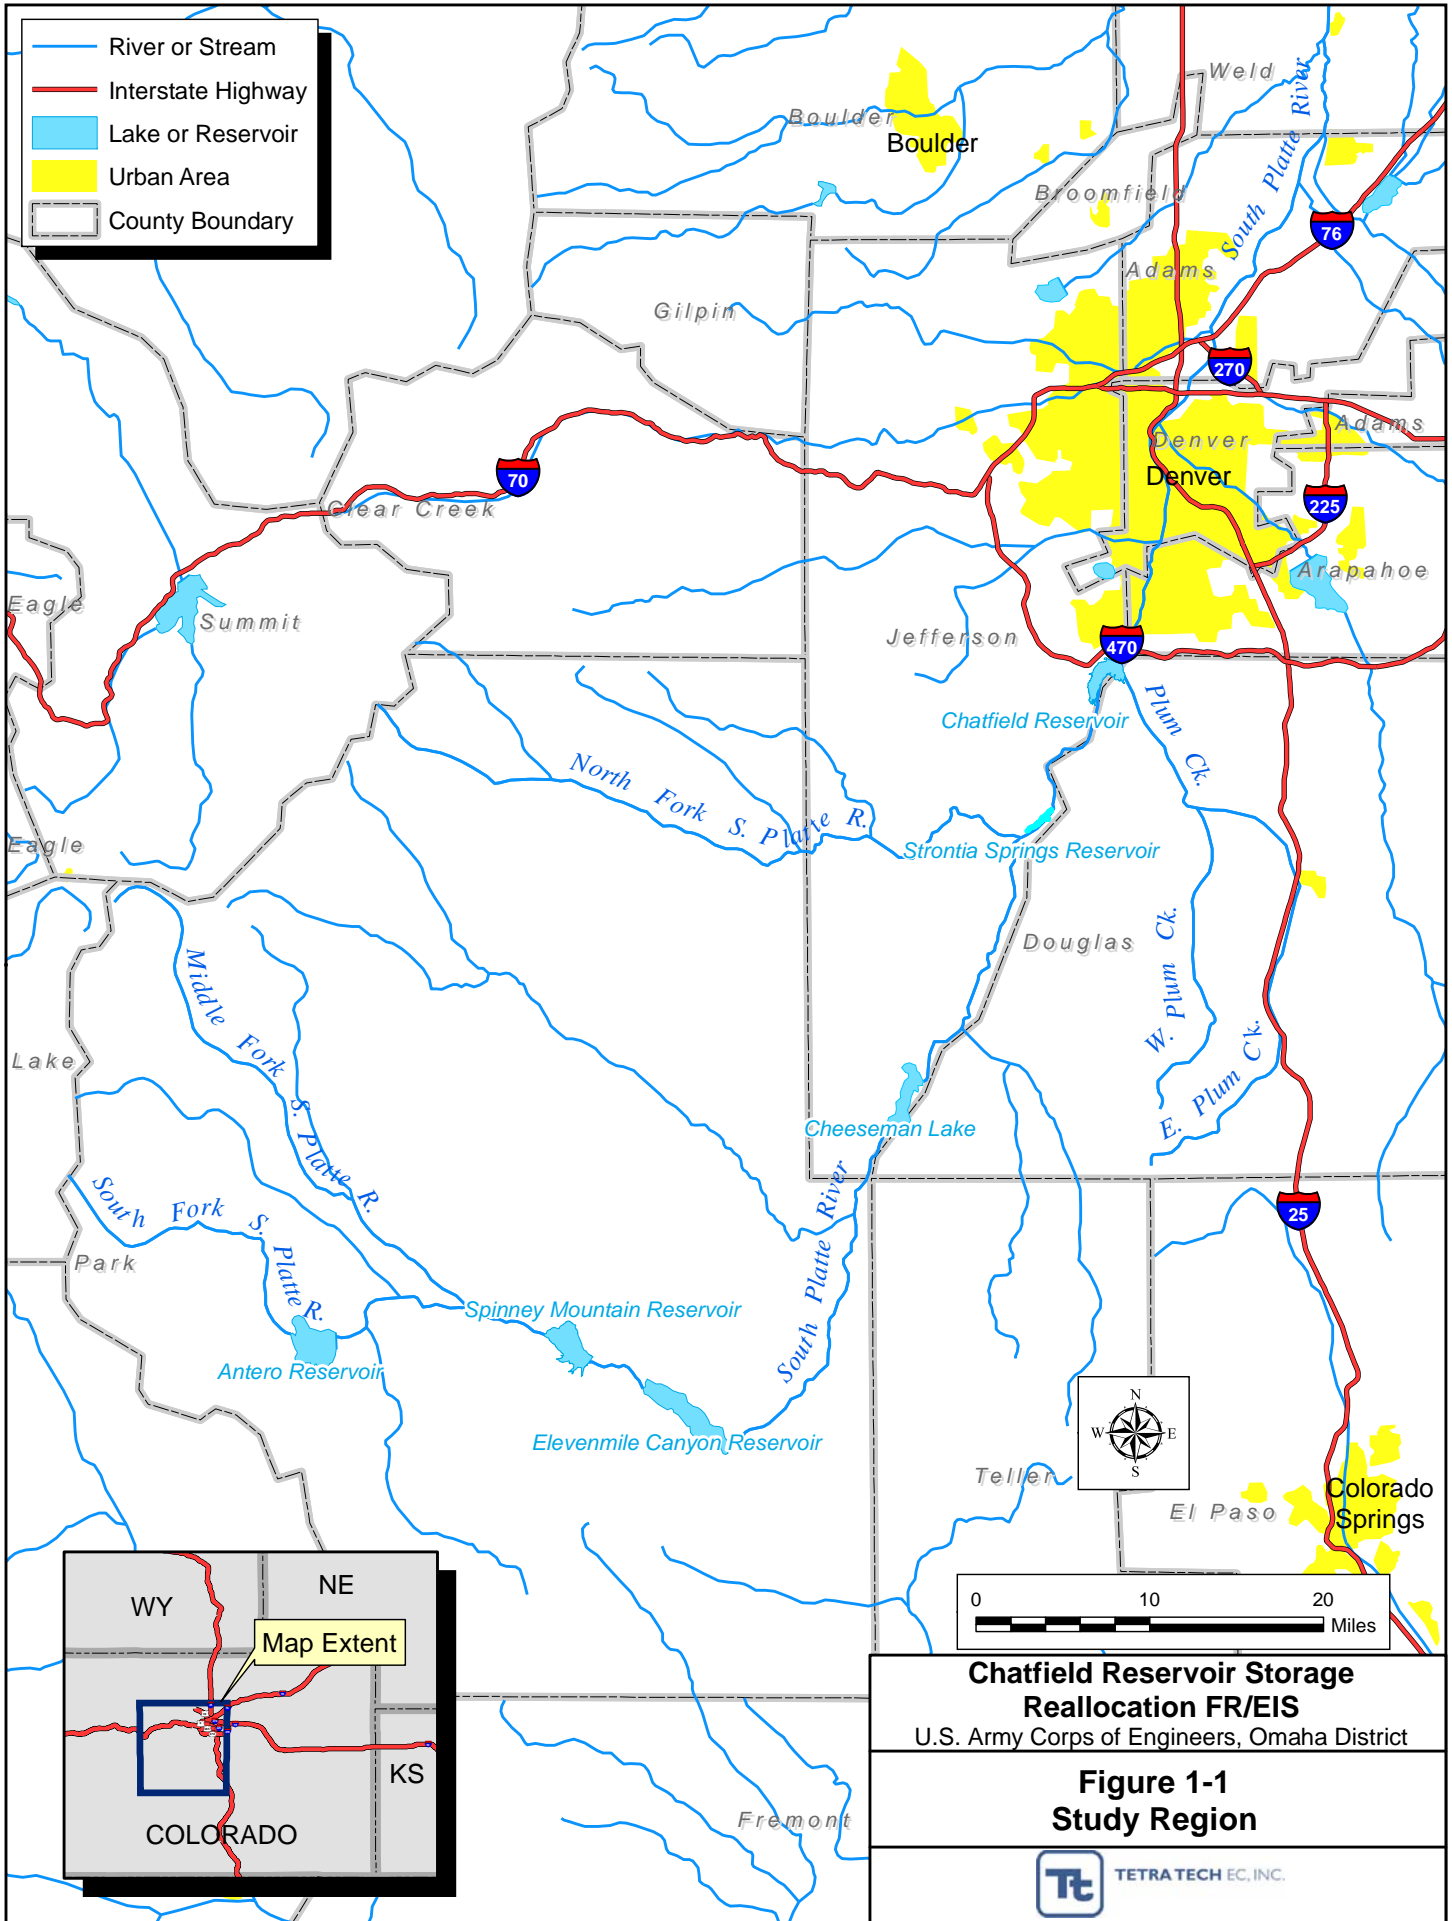 River or Stream
Interstate Highway
Lake or Reservoir
Urban Area
County Boundary
Weld
Boulder
Boulder
South Platte River
Broomfield
76
Adams
Gilpin
270
Adams
Denver
Denver
70
225
Clear Creek
Arapahoe
Eagle
Summit
Jefferson
470
Chatfield Reservoir
Plum Ck.
North Fork S. Platte R.
Strontia Springs Reservoir
Eagle
Douglas
W. Plum Ck.
Middle Fork S. Platte R.
Lake
E. Plum Ck.
Cheeseman Lake
South Fork S. Platte R.
South Platte River
25
Park
Spinney Mountain Reservoir
Antero Reservoir
Elevenmile Canyon Reservoir
N
W E
S
Teller
El Paso
Colorado
Springs
WY
NE
Map Extent
KS
COLORADO
0 10 20
Miles
Fremont
Chatfield Reservoir Storage
Reallocation FR/EIS
U.S. Army Corps of Engineers, Omaha District
Figure 1-1
Study Region
Tt TETRA TECH EC, INC.